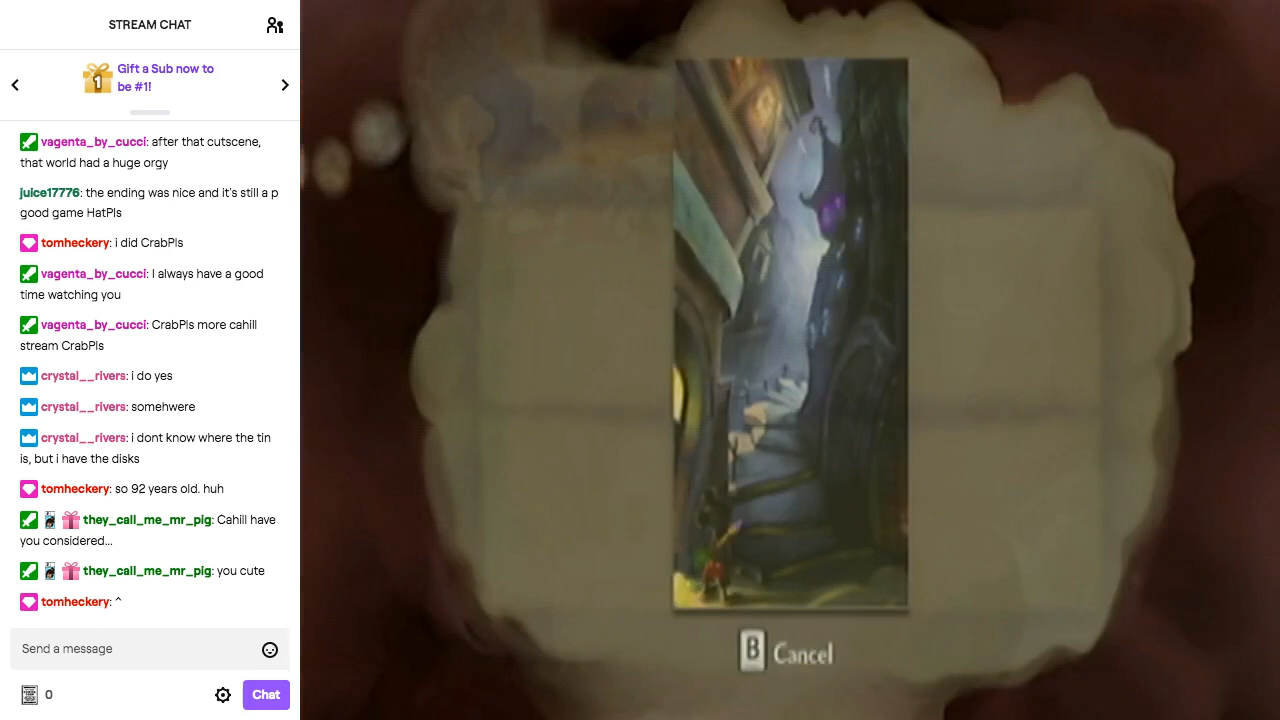 STREAM CHAT
1
Gift a Sub now to
be #1!
vagenta_by_cucci: after that cutscene,
that world had a huge orgy
juice17776: the ending was nice and it's still a p
good game HatPls
tomheckery: i did CrabPls
vagenta_by_cucci: I always have a good
time watching you
vagenta_by_cucci: CrabPls more cahill
stream CrabPls
crystal__rivers: i do yes
crystal__rivers: somehwere
crystal__rivers: i dont know where the tin
is, but i have the disks
tomheckery: so 92 years old. huh
they_call_me_mr_pig: Cahill have
you considered...
they_call_me_mr_pig: you cute
tomheckery: ^
Send a message
0
Chat
B Cancel